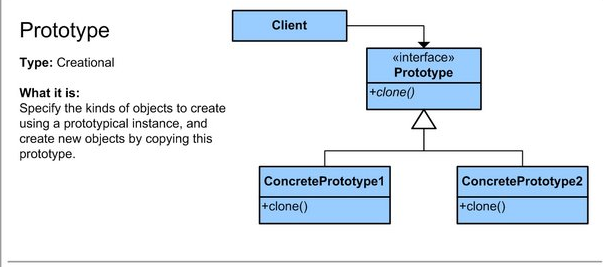 Prototype
Type: Creational
What it is:
Specify the kinds of objects to create
using a prototypical instance, and
create new objects by copying this
prototype.
Client
«interface»
Prototype
+clone()
ConcretePrototype1
+clone()
ConcretePrototype2
+clone()